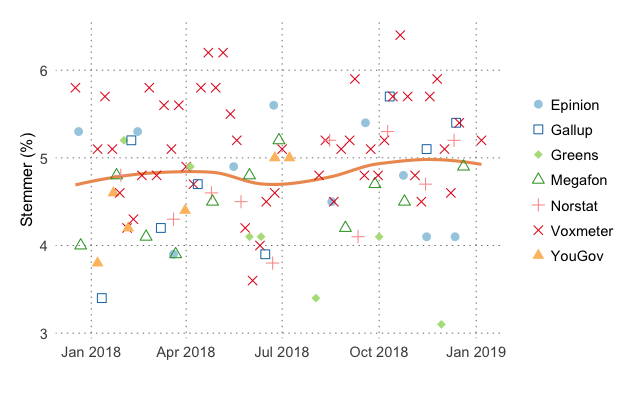 Stemmer (%)
6
5
4
3
Jan 2018
Apr 2018
Jul 2018
Oct 2018
Jan 2019
Epinion
Gallup
Greens
Megafon
Norstat
Voxmeter
YouGov